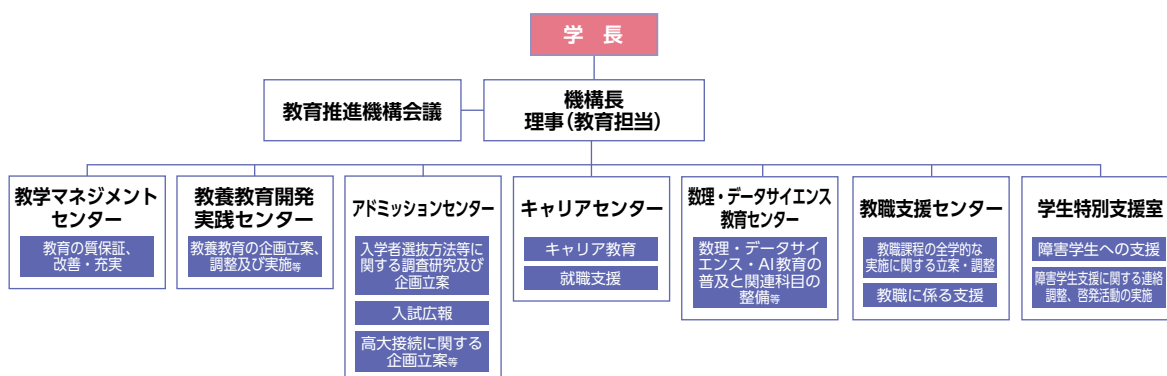 学 長
教育推進機構会議
機構長
理事(教育担当)
教学マネジメント
センター
教育の質保証、
改善・充実
教養教育開発
実践センター
教養教育の企画立案、
調整及び実施等
アドミッションセンター
入学者選抜方法等に
関する調査研究及び
企画立案
入試広報
高大接続に関する
企画立案等
キャリアセンター
キャリア教育
就職支援
数理・データサイエンス
教育センター
数理・データサイ
エンス・AI教育の
普及と関連科目の
整備等
教職支援センター
教職課程の全学的な
実施に関する立案・調整
教職に係る支援
学生特別支援室
障害学生への支援
障害学生支援に関する連絡
調整、啓発活動の実施